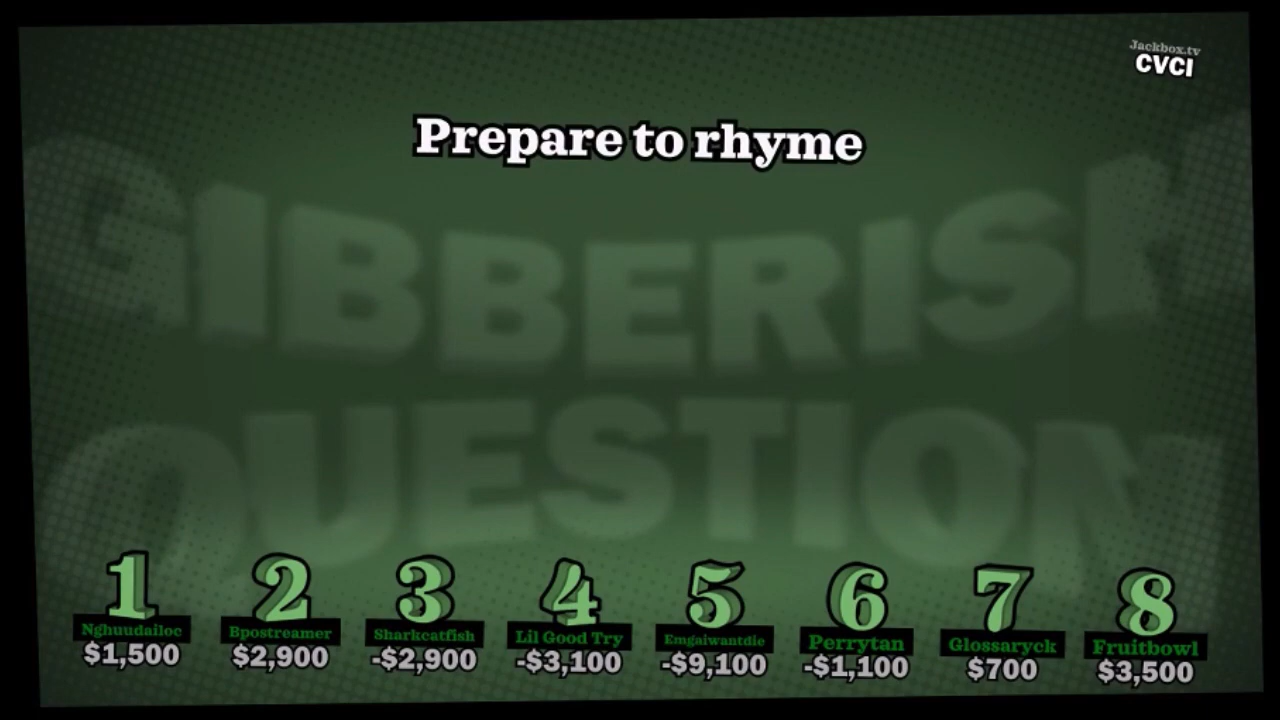 Jackbox.tv
CVCI
Prepare to rhyme
GIBBERISH
QUESTION
1 2 3 4 5 6 7 8
Nghuudailoc Bpostreamer Sharkcatfish Lil Good Try Emgaiwantdie Perrytan Glossaryck Fruitbowl
$1,500 $2,900 -$2,900 -$3,100 -$9,100 -$1,100 $700 $3,500